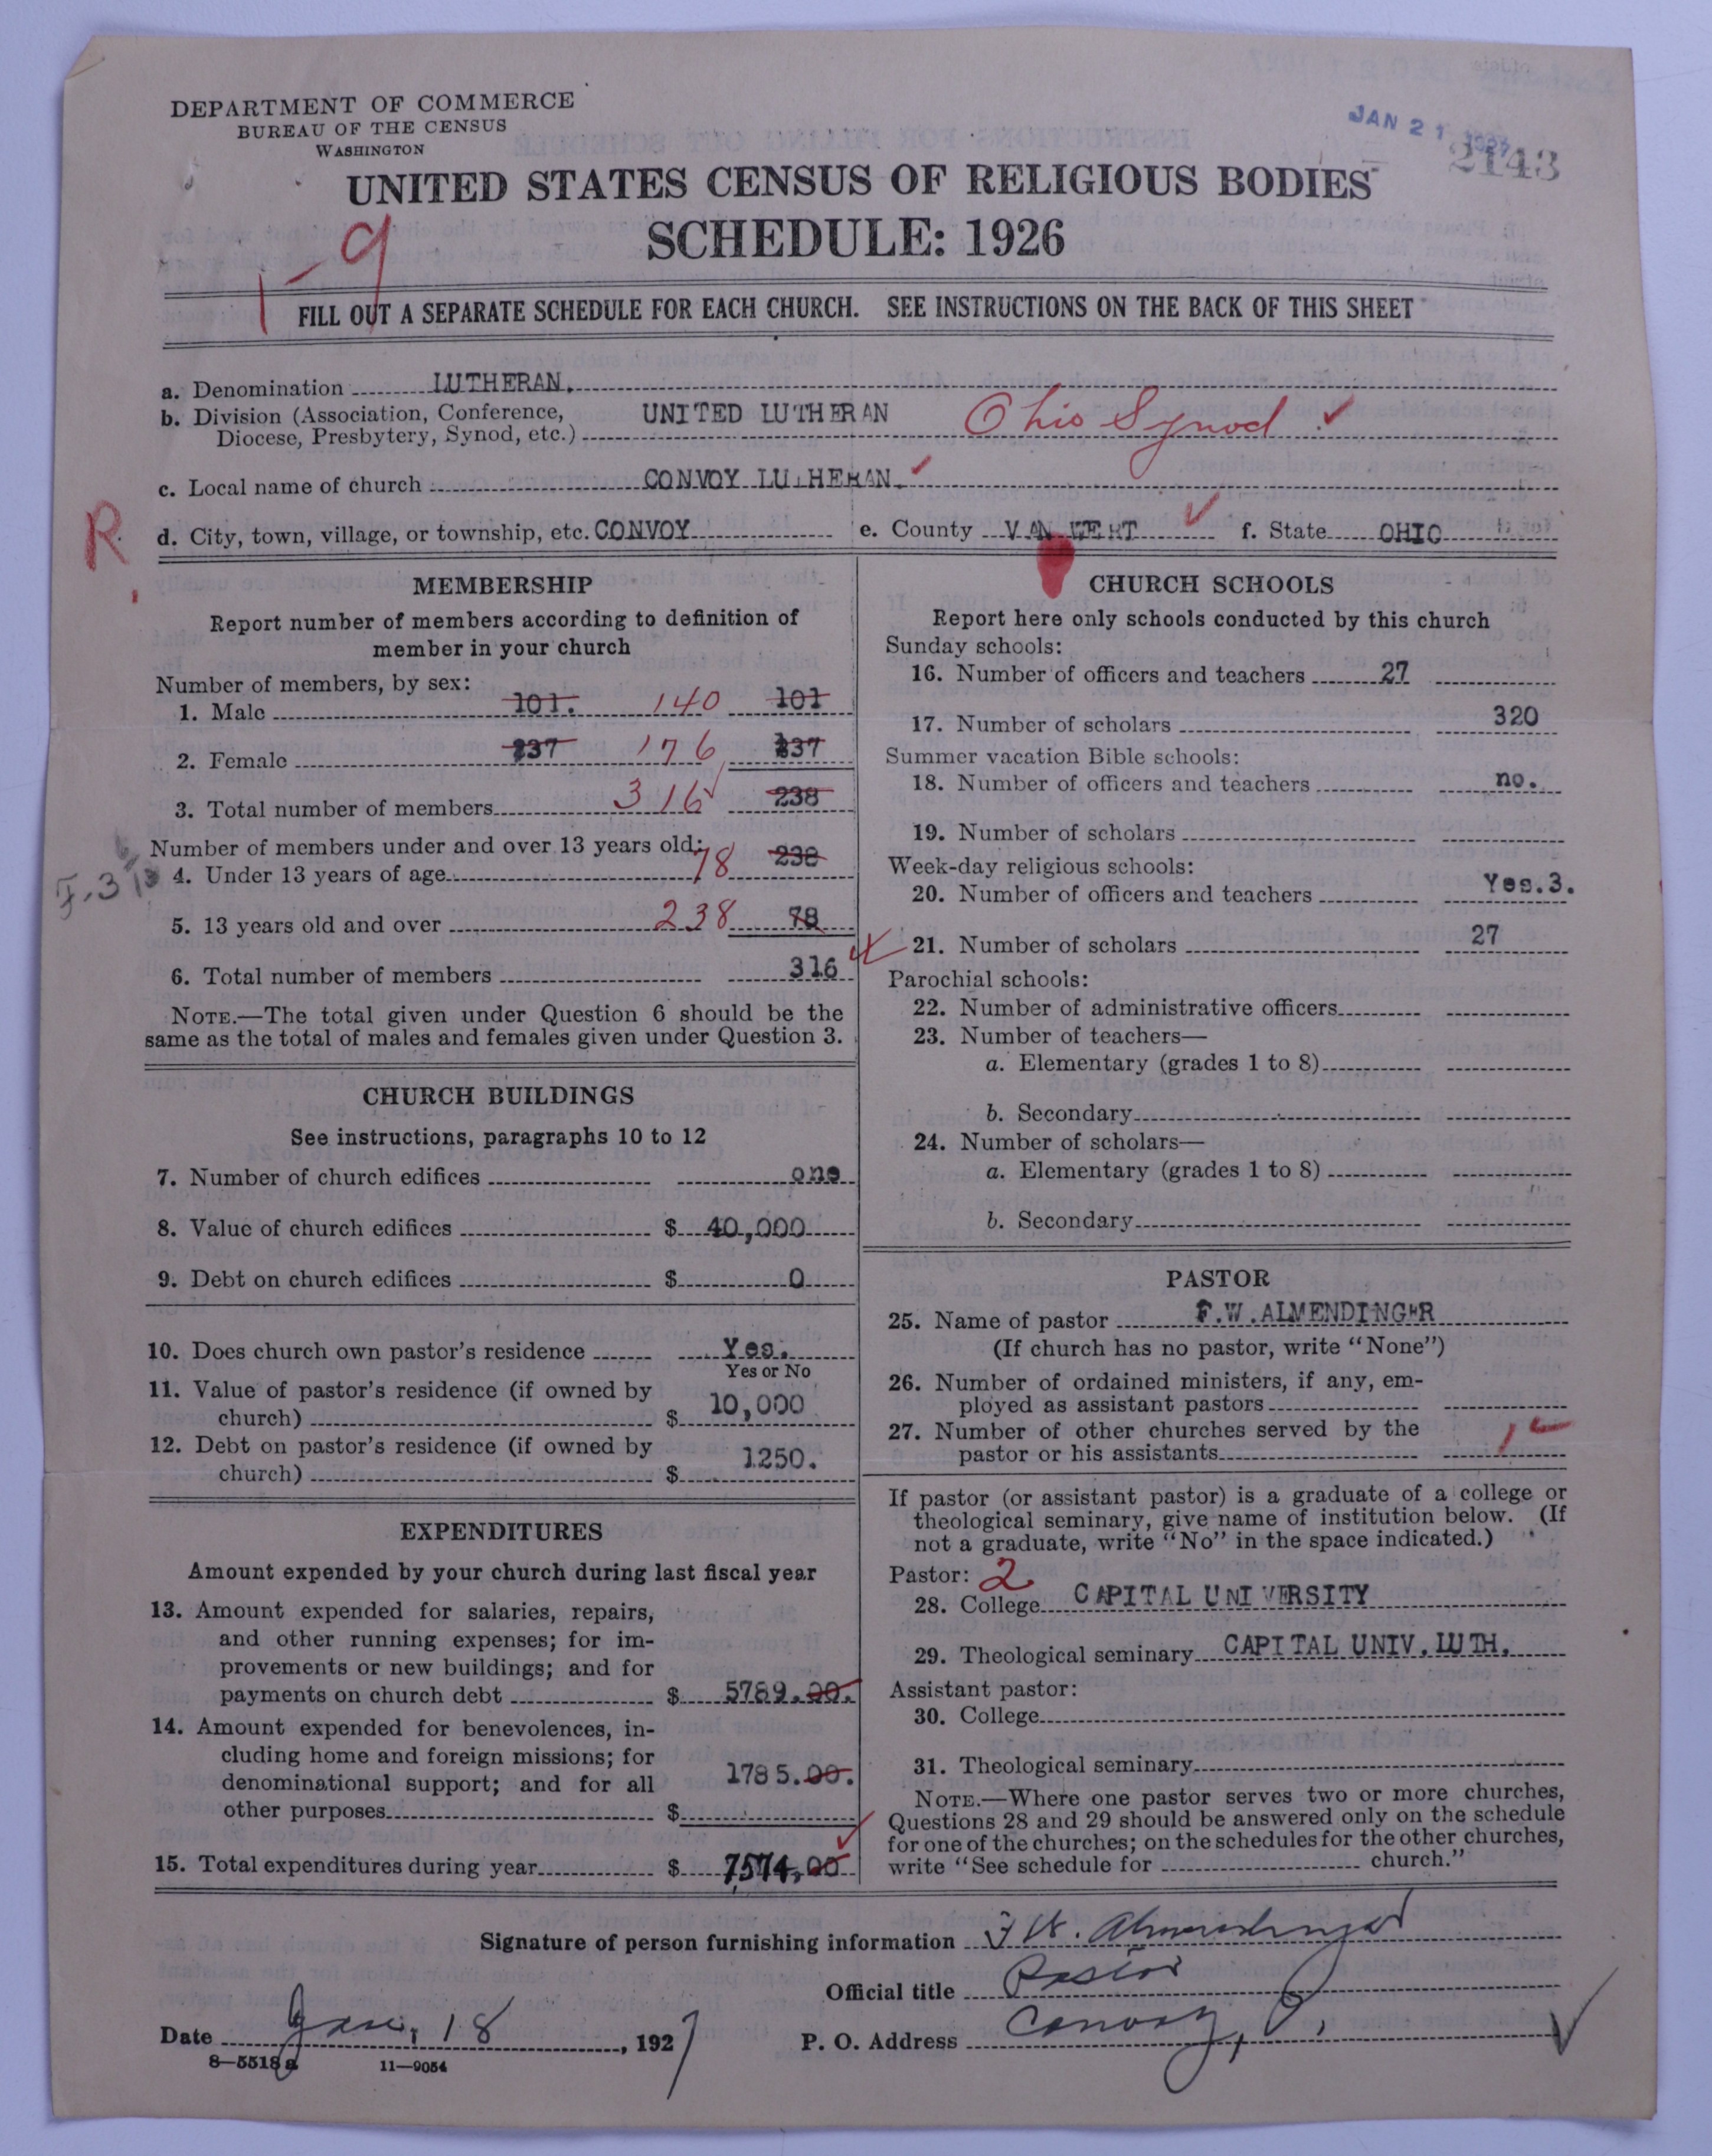 DEPARTMENT OF COMMERCE
BUREAU OF THE CENSUS
WASHINGTON
JAN 21 1927
2143
UNITED STATES CENSUS OF RELIGIOUS BODIES
SCHEDULE: 1926
1-9
FILL OUT A SEPARATE SCHEDULE FOR EACH CHURCH. SEE INSTRUCTIONS ON THE BACK OF THIS SHEET
a. Denomination LUTHERAN.
b. Division (Association, Conference, UNITED LUTHERAN Ohio Synod ✓
Diocese, Presbytery, Synod, etc.)
c. Local name of church CONVOY LUTHERAN. ✓
R. d. City, town, village, or township, etc. CONVOY e. County VAN WERT ✓ f. State OHIO
MEMBERSHIP
Report number of members according to definition of
member in your church
Number of members, by sex:
1. Male 101. 140 101
2. Female 237 176 137
3. Total number of members 316 ✓ 238
Number of members under and over 13 years old:
4. Under 13 years of age 78 238
5. 13 years old and over 238 78
6. Total number of members 316
NOTE.—The total given under Question 6 should be the
same as the total of males and females given under Question 3.
CHURCH BUILDINGS
See instructions, paragraphs 10 to 12
7. Number of church edifices one
8. Value of church edifices $ 40,000
9. Debt on church edifices $ 0
10. Does church own pastor's residence Yes.
Yes or No
11. Value of pastor's residence (if owned by
church) $ 10,000
12. Debt on pastor's residence (if owned by
church) $ 1250.
EXPENDITURES
Amount expended by your church during last fiscal year
13. Amount expended for salaries, repairs,
and other running expenses; for im-
provements or new buildings; and for
payments on church debt $ 5789.00.
14. Amount expended for benevolences, in-
cluding home and foreign missions; for
denominational support; and for all
other purposes $ 1785.00.
15. Total expenditures during year $ 7574,00 ✓
CHURCH SCHOOLS
Report here only schools conducted by this church
Sunday schools:
16. Number of officers and teachers 27
17. Number of scholars 320
Summer vacation Bible schools:
18. Number of officers and teachers no.
19. Number of scholars
Week-day religious schools:
20. Number of officers and teachers Yes.3.
21. Number of scholars 27
Parochial schools:
22. Number of administrative officers
23. Number of teachers—
a. Elementary (grades 1 to 8)
b. Secondary
24. Number of scholars—
a. Elementary (grades 1 to 8)
b. Secondary
PASTOR
25. Name of pastor F.W.ALMENDINGER
(If church has no pastor, write "None")
26. Number of ordained ministers, if any, em-
ployed as assistant pastors
27. Number of other churches served by the
pastor or his assistants
If pastor (or assistant pastor) is a graduate of a college or
theological seminary, give name of institution below. (If
not a graduate, write "No" in the space indicated.)
Pastor: 2
28. College CAPITAL UNIVERSITY
29. Theological seminary CAPITAL UNIV. LUTH.
Assistant pastor:
30. College
31. Theological seminary
NOTE.—Where one pastor serves two or more churches,
Questions 28 and 29 should be answered only on the schedule
for one of the churches; on the schedules for the other churches,
write "See schedule for church."
Signature of person furnishing information F W. Almendinger
Official title Pastor
Date Jan, 18, 1927 P. O. Address Convoy, O, ✓
8—5518a 11—9054